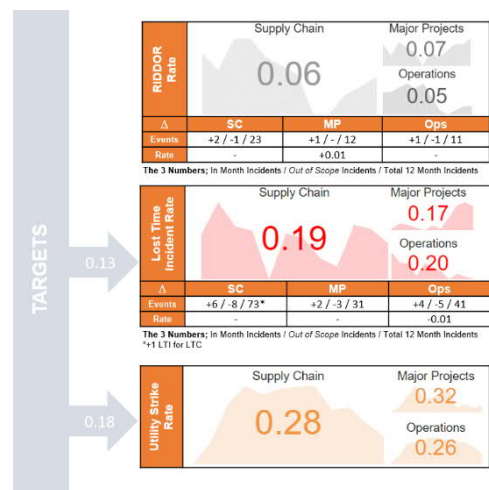 TARGETS
0.13
0.18
RIDDOR
Rate
Supply Chain
0.06
Major Projects
0.07
Operations
0.05
Δ SC MP Ops
Events +2 / -1 / 23 +1 / - / 12 +1 / -1 / 11
Rate - +0.01 -
The 3 Numbers; In Month Incidents / Out of Scope Incidents / Total 12 Month Incidents
Lost Time
Incident Rate
Supply Chain
0.19
Major Projects
0.17
Operations
0.20
Δ SC MP Ops
Events +6 / -8 / 73* +2 / -3 / 31 +4 / -5 / 41
Rate - - -0.01
The 3 Numbers; In Month Incidents / Out of Scope Incidents / Total 12 Month Incidents
*+1 LTI for LTC
Utility Strike
Rate
Supply Chain
0.28
Major Projects
0.32
Operations
0.26